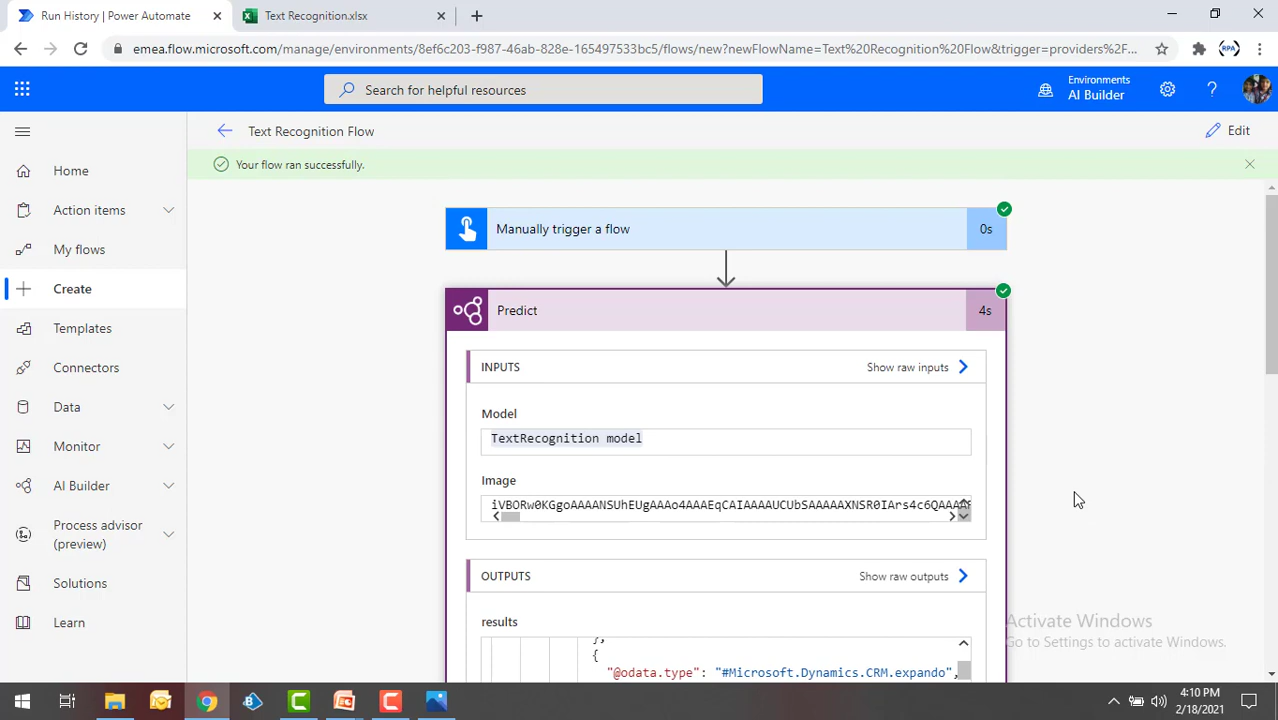 Run History | Power Automate
Text Recognition.xlsx
emea.flow.microsoft.com/manage/environments/8ef6c203-f987-46ab-828e-165497533bc5/flows/new?newFlowName=Text%20Recognition%20Flow&trigger=providers%2F...
RPA
Search for helpful resources
Environments
AI Builder
Text Recognition Flow
Edit
Your flow ran successfully.
Home
Action items
My flows
Create
Templates
Connectors
Data
Monitor
AI Builder
Process advisor
(preview)
Solutions
Learn
Manually trigger a flow
0s
Predict
4s
INPUTS
Show raw inputs
Model
TextRecognition model
Image
OUTPUTS
Show raw outputs
results
},
{
"@odata.type": "#Microsoft.Dynamics.CRM.expando",
Activate Windows
Go to Settings to activate Windows.
4:10 PM
2/18/2021